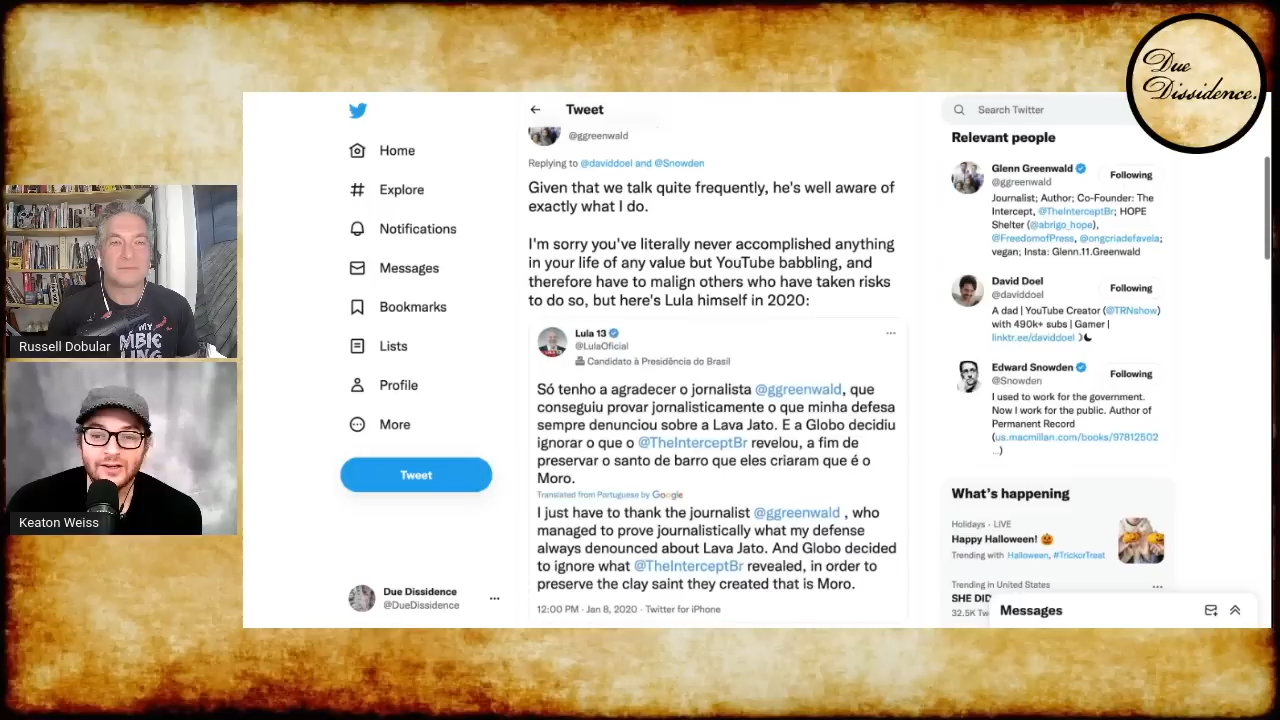 Due
Dissidence.
Russell Dobular
MY
Keaton Weiss
Home
Explore
Notifications
Messages
Bookmarks
Lists
Profile
More
Tweet
Due Dissidence
@DueDissidence
Tweet
@ggreenwald
Replying to @daviddoel and @Snowden
Given that we talk quite frequently, he's well aware of
exactly what I do.
I'm sorry you've literally never accomplished anything
in your life of any value but YouTube babbling, and
therefore have to malign others who have taken risks
to do so, but here's Lula himself in 2020:
Lula 13
@LulaOficial
Candidato à Presidência do Brasil
Só tenho a agradecer o jornalista @ggreenwald, que
conseguiu provar jornalisticamente o que minha defesa
sempre denunciou sobre a Lava Jato. E a Globo decidiu
ignorar o que o @TheInterceptBr revelou, a fim de
preservar o santo de barro que eles criaram que é o
Moro.
Translated from Portuguese by Google
I just have to thank the journalist @ggreenwald , who
managed to prove journalistically what my defense
always denounced about Lava Jato. And Globo decided
to ignore what @TheInterceptBr revealed, in order to
preserve the clay saint they created that is Moro.
12:00 PM · Jan 8, 2020 · Twitter for iPhone
Search Twitter
Relevant people
Glenn Greenwald
@ggreenwald
Following
Journalist; Author; Co-Founder: The
Intercept, @TheInterceptBr; HOPE
Shelter (@abrigo_hope),
@FreedomofPress, @ongcriadefavela;
vegan; Insta: Glenn.11.Greenwald
David Doel
@daviddoel
Following
A dad | YouTube Creator (@TRNshow)
with 490k+ subs | Gamer |
linktr.ee/daviddoel
Edward Snowden
@Snowden
Following
I used to work for the government.
Now I work for the public. Author of
Permanent Record
(us.macmillan.com/books/97812502
...)
What's happening
Holidays · LIVE
Happy Halloween! 🎃
Trending with Halloween, #TrickorTreat
Trending in United States
SHE DID
32.5K Tw
Messages